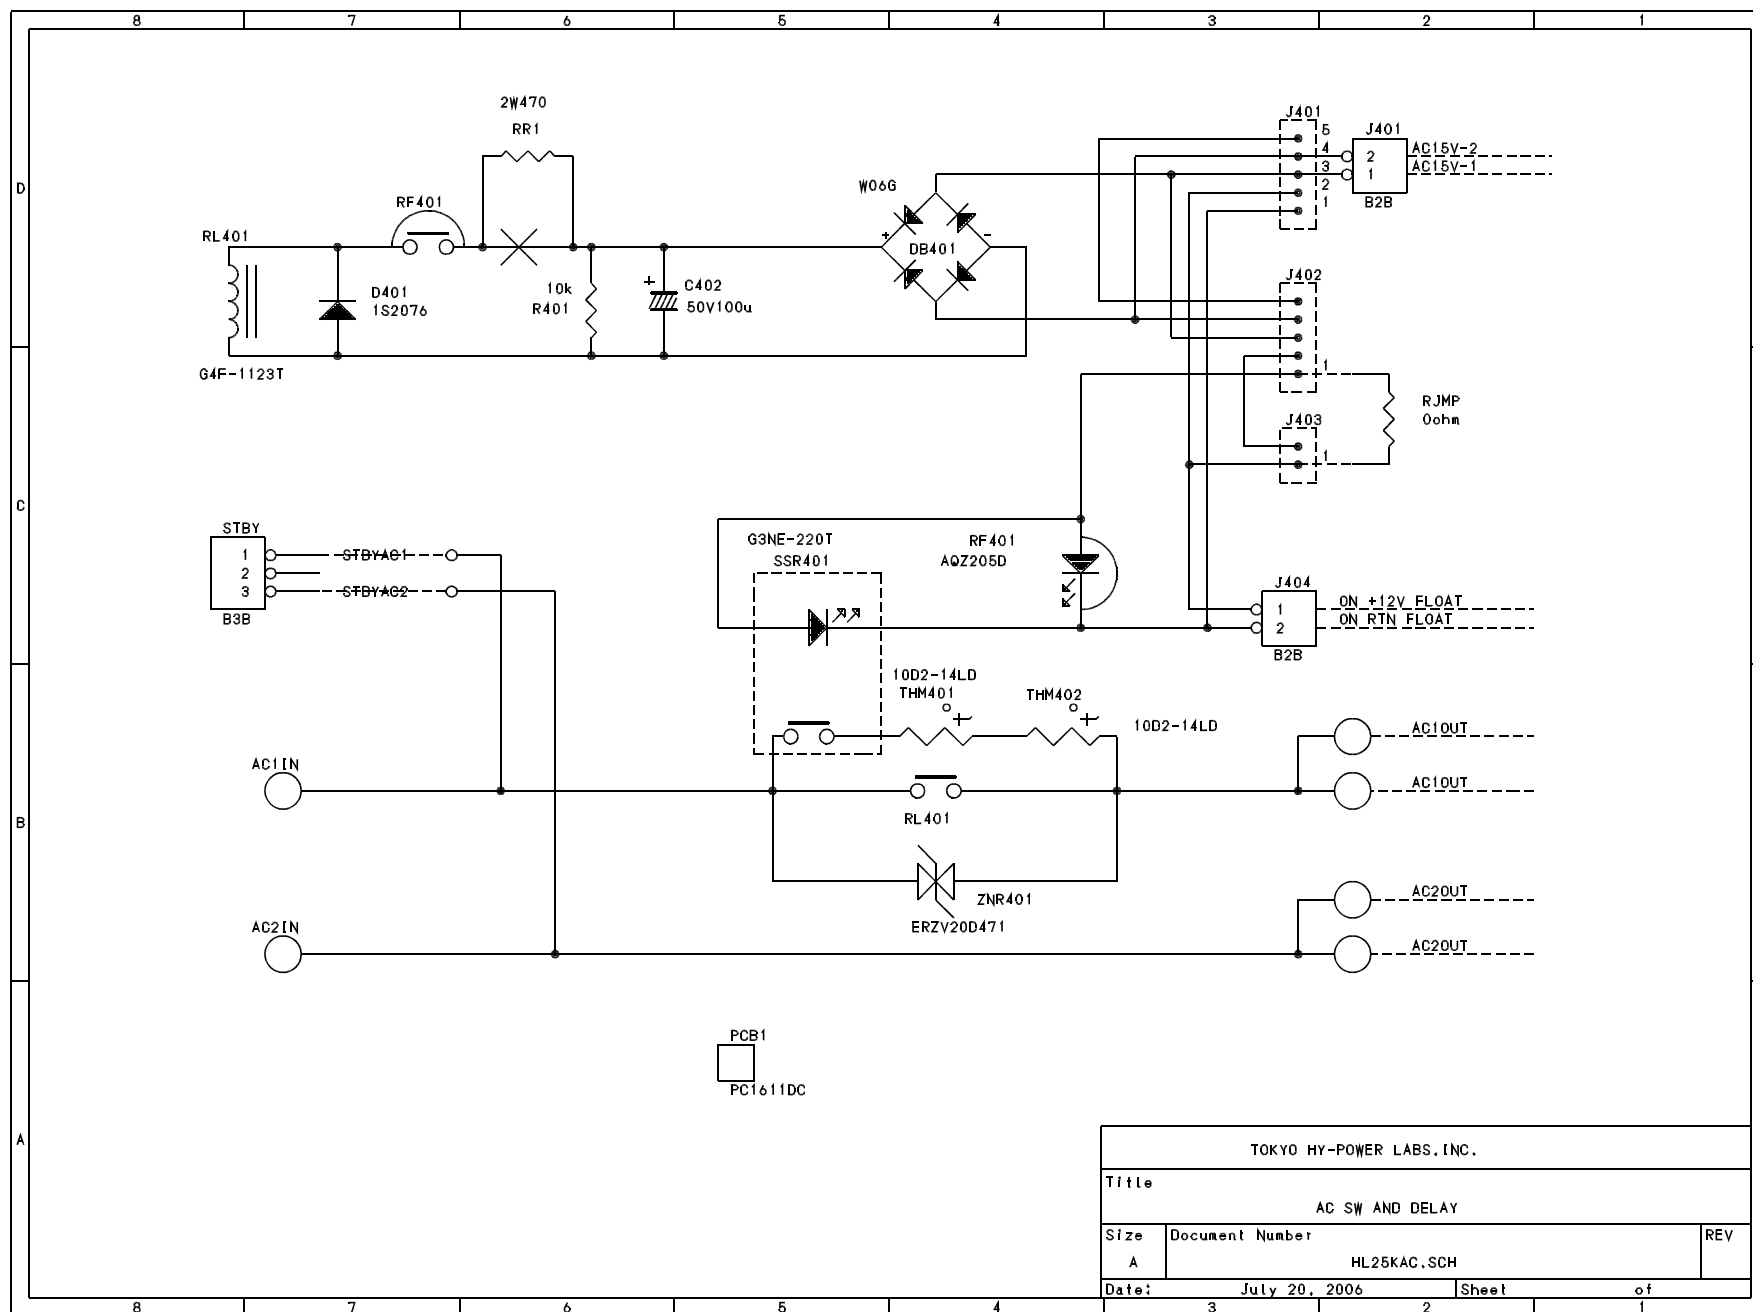 8 7 6 5 4 3 2 1
2W470
RR1
J401
5
J401
4
2
AC15V-2
3
1
AC15V-1
2
1
B2B
D
W06G
RF401
RL401
+
-
DB401
J402
D401
1S2076
10k
R401
+
C402
50V100u
G4F-1123T
1
RJMP
0ohm
J403
1
C
STBY
1
STBYAC1
2
3
STBYAC2
B3B
G3NE-220T
SSR401
RF401
AQZ205D
J404
1
ON +12V FLOAT
2
ON RTN FLOAT
B2B
10D2-14LD
THM401
THM402
10D2-14LD
AC1OUT
AC1IN
AC1OUT
RL401
B
ZNR401
ERZV20D471
AC2OUT
AC2IN
AC2OUT
PCB1
PC1611DC
A
TOKYO HY-POWER LABS.INC.
Title
AC SW AND DELAY
Size
Document Number
REV
A
HL25KAC.SCH
Date:
July 20, 2006
Sheet
of
8 7 6 5 4 3 2 1